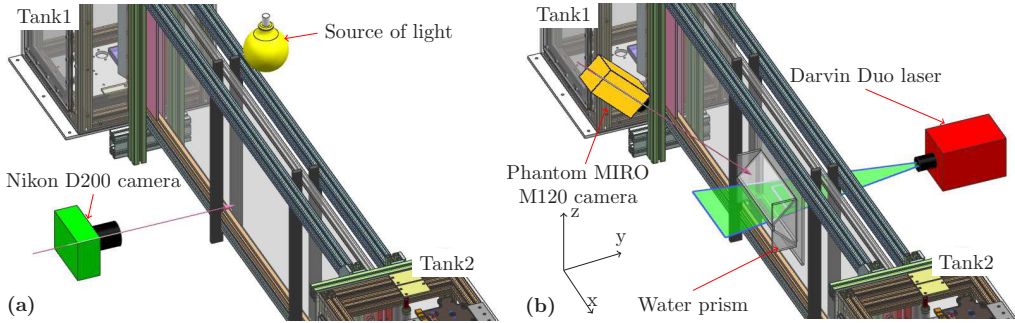 Tank1
Source of light
Nikon D200 camera
Tank2
(a)
Tank1
Darvin Duo laser
Phantom MIRO
M120 camera
z
y
x
Tank2
Water prism
(b)